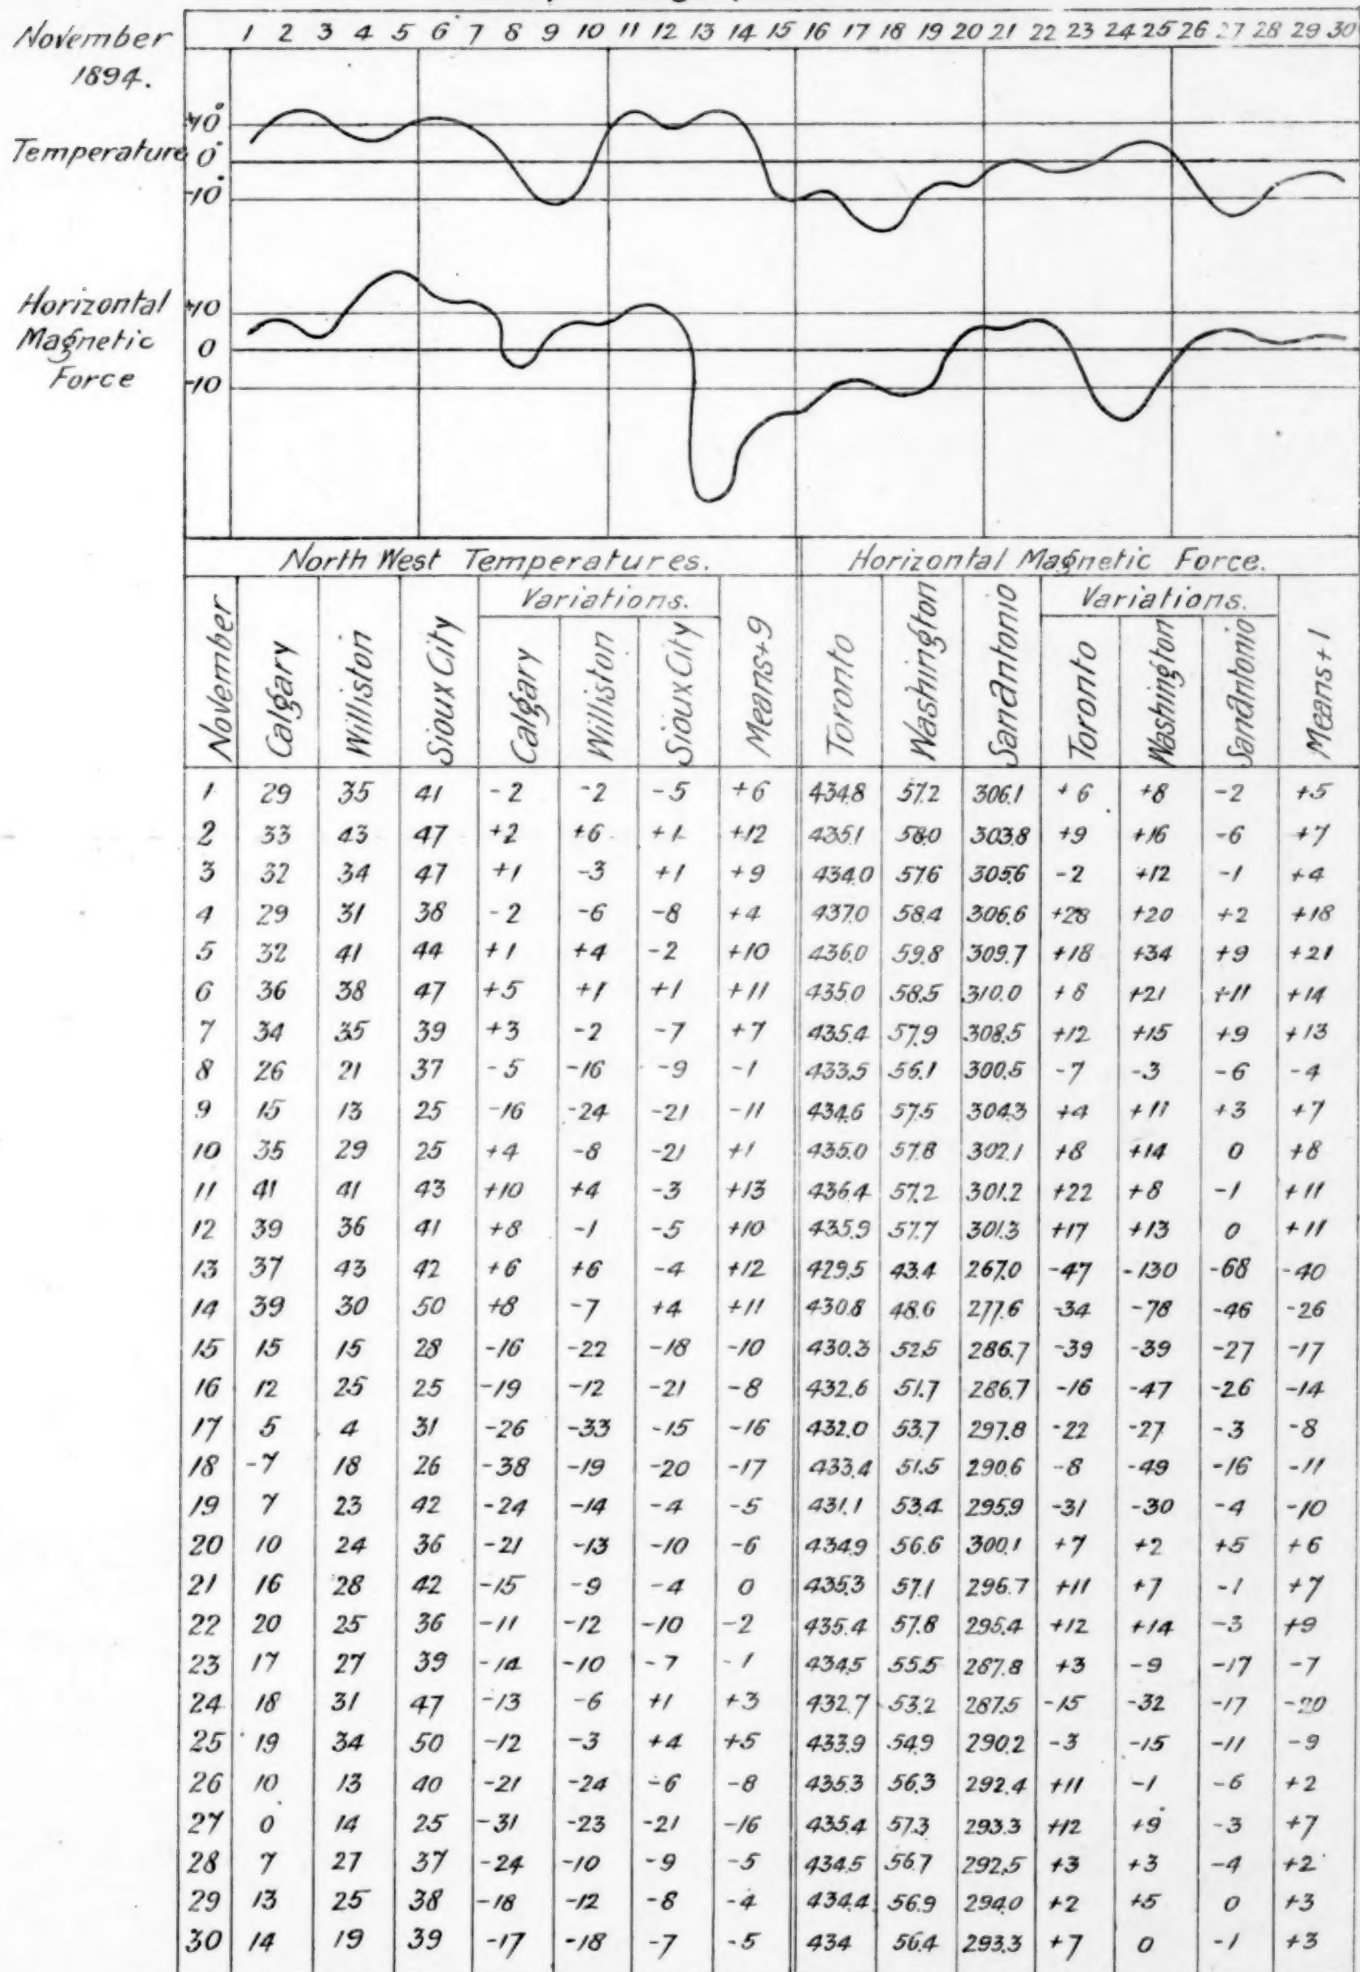 November 1 2 3 4 5 6 7 8 9 10 11 12 13 14 15 16 17 18 19 20 21 22 23 24 25 26 27 28 29 30
1894.
+10°
Temperature 0°
-10°
Horizontal +10
Magnetic 0
Force -10
North West Temperatures. Horizontal Magnetic Force.
Variations. Variations.
November Calgary Williston Sioux City Calgary Williston Sioux City Means+9 Toronto Washington San Antonio Toronto Washington San Antonio Means+1
1 29 35 41 -2 -2 -5 +6 434.8 57.2 306.1 +6 +8 -2 +5
2 33 43 47 +2 +6 +1 +12 435.1 58.0 303.8 +9 +16 -6 +7
3 32 34 47 +1 -3 +1 +9 434.0 57.6 305.6 -2 +12 -1 +4
4 29 31 38 -2 -6 -8 +4 437.0 58.4 306.6 +28 +20 +2 +18
5 32 41 44 +1 +4 -2 +10 436.0 59.8 309.7 +18 +34 +9 +21
6 36 38 47 +5 +1 +1 +11 435.0 58.5 310.0 +8 +21 +11 +14
7 34 35 39 +3 -2 -7 +7 435.4 57.9 308.5 +12 +15 +9 +13
8 26 21 37 -5 -16 -9 -1 433.5 56.1 300.5 -7 -3 -6 -4
9 15 13 25 -16 -24 -21 -11 434.6 57.5 304.3 +4 +11 +3 +7
10 35 29 25 +4 -8 -21 +1 435.0 57.8 302.1 +8 +14 0 +8
11 41 41 43 +10 +4 -3 +13 436.4 57.2 301.2 +22 +8 -1 +11
12 39 36 41 +8 -1 -5 +10 435.9 57.7 301.3 +17 +13 0 +11
13 37 43 42 +6 +6 -4 +12 429.5 43.4 267.0 -47 -130 -68 -40
14 39 30 50 +8 -7 +4 +11 430.8 48.6 277.6 -34 -78 -46 -26
15 15 15 28 -16 -22 -18 -10 430.3 52.5 286.7 -39 -39 -27 -17
16 12 25 25 -19 -12 -21 -8 432.6 51.7 286.7 -16 -47 -26 -14
17 5 4 31 -26 -33 -15 -16 432.0 53.7 297.8 -22 -27 -3 -8
18 -7 18 26 -38 -19 -20 -17 433.4 51.5 290.6 -8 -49 -16 -11
19 7 23 42 -24 -14 -4 -5 431.1 53.4 295.9 -31 -30 -4 -10
20 10 24 36 -21 -13 -10 -6 434.9 56.6 300.1 +7 +2 +5 +6
21 16 28 42 -15 -9 -4 0 435.3 57.1 296.7 +11 +7 -1 +7
22 20 25 36 -11 -12 -10 -2 435.4 57.8 295.4 +12 +14 -3 +9
23 17 27 39 -14 -10 -7 -1 434.5 55.5 287.8 +3 -9 -17 -7
24 18 31 47 -13 -6 +1 +3 432.7 53.2 287.5 -15 -32 -17 -20
25 19 34 50 -12 -3 +4 +5 433.9 54.9 290.2 -3 -15 -11 -9
26 10 13 40 -21 -24 -6 -8 435.3 56.3 292.4 +11 -1 -6 +2
27 0 14 25 -31 -23 -21 -16 435.4 57.3 293.3 +12 +9 -3 +7
28 7 27 37 -24 -10 -9 -5 434.5 56.7 292.5 +3 +3 -4 +2
29 13 25 38 -18 -12 -8 -4 434.4 56.9 294.0 +2 +5 0 +3
30 14 19 39 -17 -18 -7 -5 434 56.4 293.3 +7 0 -1 +3